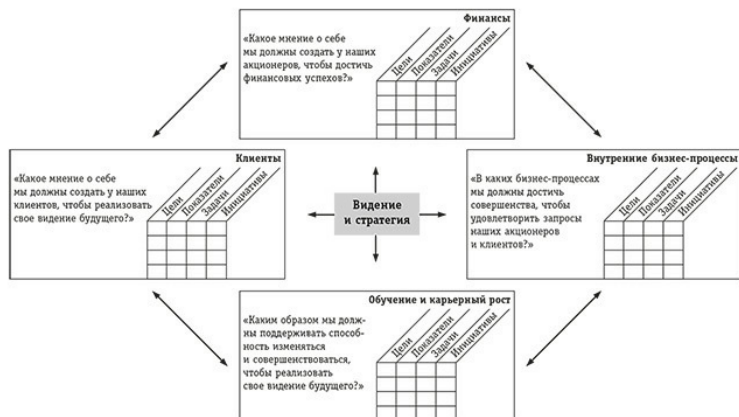 Финансы
«Какое мнение о себе
мы должны создать у наших
акционеров, чтобы достичь
финансовых успехов?»
Цели
Показатели
Задачи
Инициативы
Клиенты
«Какое мнение о себе
мы должны создать у наших
клиентов, чтобы реализовать
свое видение будущего?»
Цели
Показатели
Задачи
Инициативы
Видение
и стратегия
Внутренние бизнес-процессы
«В каких бизнес-процессах
мы должны достичь
совершенства, чтобы
удовлетворить запросы
наших акционеров
и клиентов?»
Цели
Показатели
Задачи
Инициативы
Обучение и карьерный рост
«Каким образом мы долж-
ны поддерживать способ-
ность изменяться
и совершенствоваться,
чтобы реализовать
свое видение будущего?»
Цели
Показатели
Задачи
Инициативы